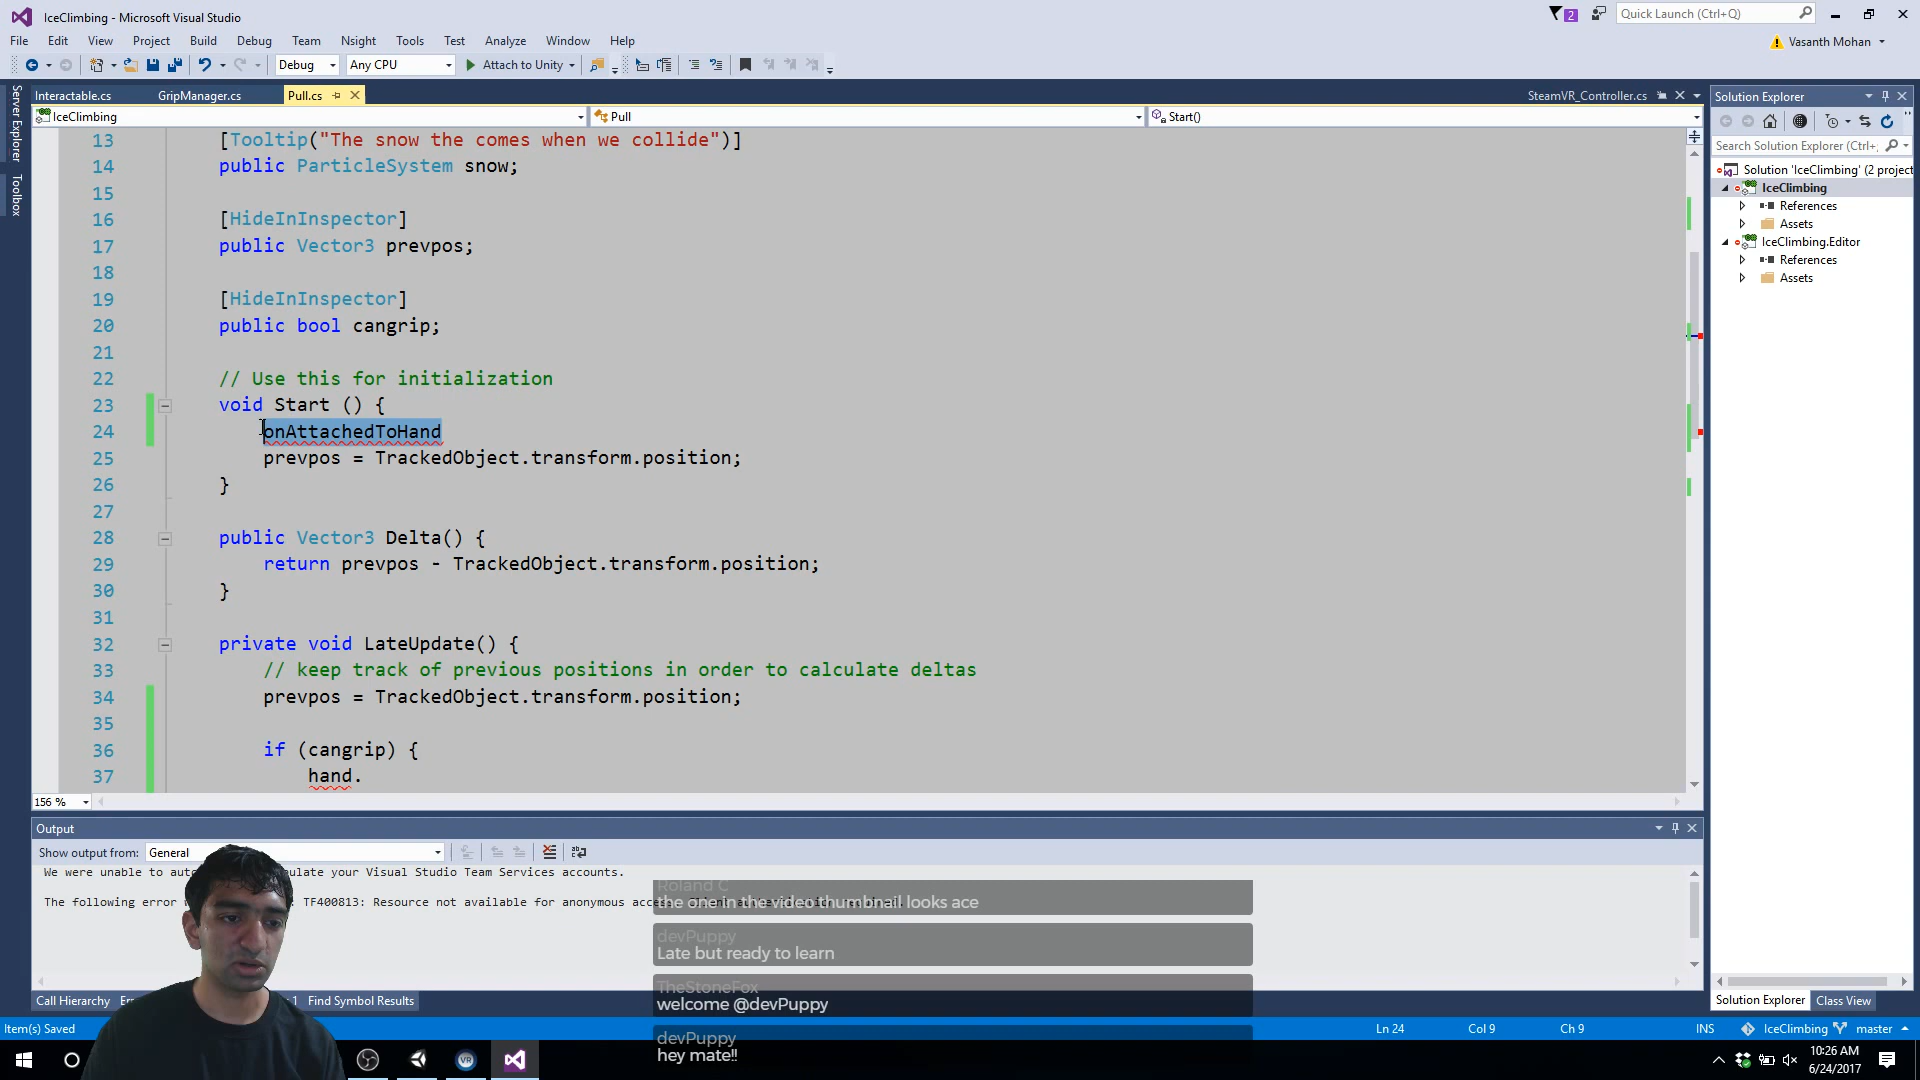 IceClimbing - Microsoft Visual Studio
2
Quick Launch (Ctrl+Q)
File Edit View Project Build Debug Team Nsight Tools Test Analyze Window Help
Vasanth Mohan
Debug Any CPU Attach to Unity
Server Explorer
Toolbox
Interactable.cs GripManager.cs Pull.cs SteamVR_Controller.cs
IceClimbing Pull Start()
13 [Tooltip("The snow the comes when we collide")]
14 public ParticleSystem snow;
15
16 [HideInInspector]
17 public Vector3 prevpos;
18
19 [HideInInspector]
20 public bool cangrip;
21
22 // Use this for initialization
23 void Start () {
24 onAttachedToHand
25 prevpos = TrackedObject.transform.position;
26 }
27
28 public Vector3 Delta() {
29 return prevpos - TrackedObject.transform.position;
30 }
31
32 private void LateUpdate() {
33 // keep track of previous positions in order to calculate deltas
34 prevpos = TrackedObject.transform.position;
35
36 if (cangrip) {
37 hand.
156 %
Solution Explorer
Search Solution Explorer (Ctrl+;
Solution 'IceClimbing' (2 project
IceClimbing
References
Assets
IceClimbing.Editor
References
Assets
Solution Explorer Class View
Output
Show output from: General
We were unable to auto ulate your Visual Studio Team Services accounts.
The following error TF400813: Resource not available for anonymous access.
Roland C
the one in the video thumbnail looks ace
devPuppy
Late but ready to learn
TheStoneFox
welcome @devPuppy
devPuppy
hey mate!!
Call Hierarchy Er 1 Find Symbol Results
Item(s) Saved Ln 24 Col 9 Ch 9 INS IceClimbing master
10:26 AM
6/24/2017